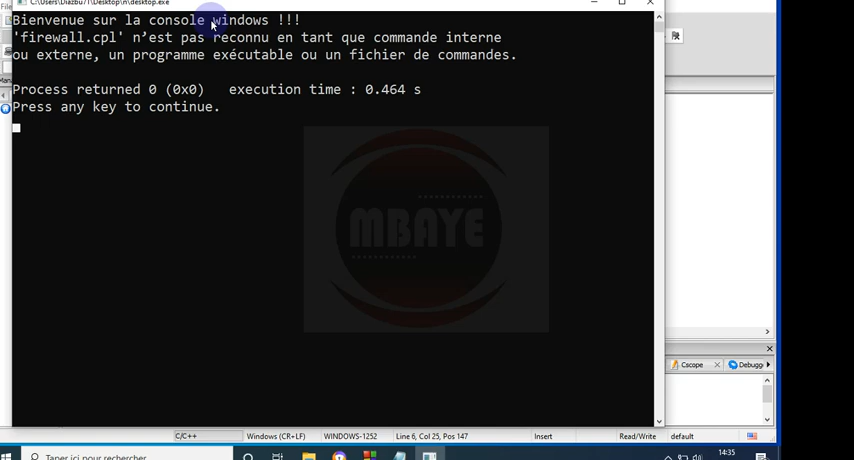 C:\Users\Diazbu71\Desktop\n\desktop.exe
Bienvenue sur la console windows !!!
'firewall.cpl' n’est pas reconnu en tant que commande interne
ou externe, un programme exécutable ou un fichier de commandes.
Process returned 0 (0x0)   execution time : 0.464 s
Press any key to continue.
MBAYE
Cscope
Debugg
C/C++
Windows (CR+LF)
WINDOWS-1252
Line 6, Col 25, Pos 147
Insert
Read/Write
default
Taper ici pour rechercher
14:35